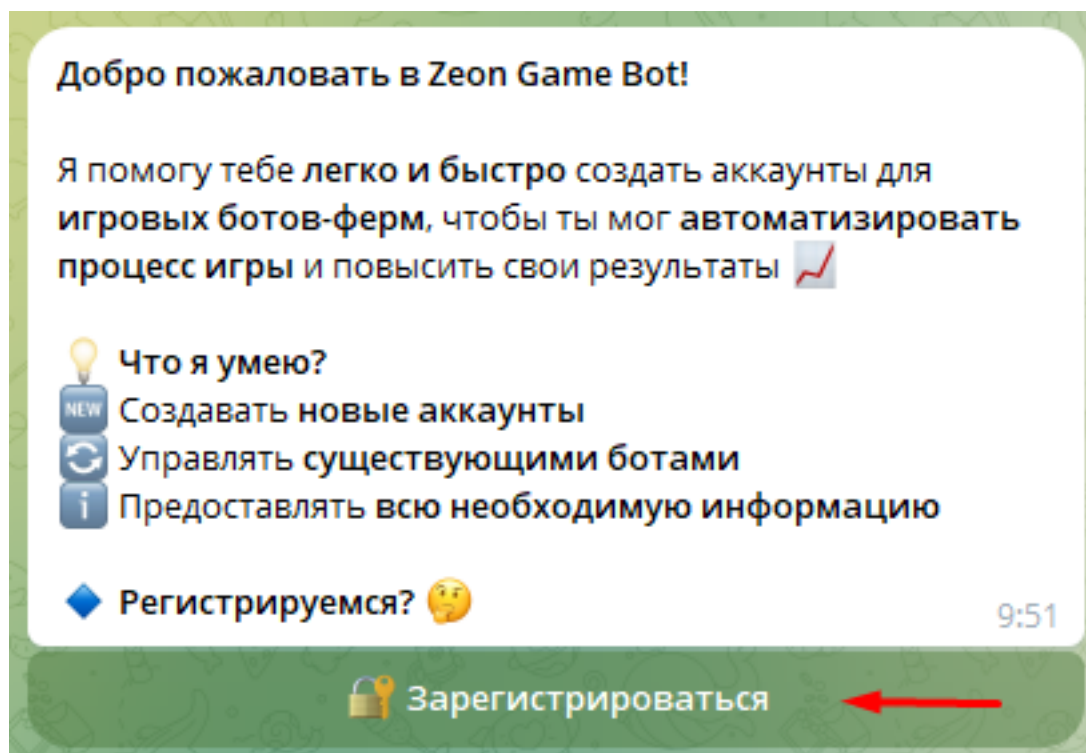 Добро пожаловать в Zeon Game Bot!
Я помогу тебе легко и быстро создать аккаунты для
игровых ботов-ферм, чтобы ты мог автоматизировать
процесс игры и повысить свои результаты 📈
💡 Что я умею?
🆕 Создавать новые аккаунты
🔄 Управлять существующими ботами
ℹ️ Предоставлять всю необходимую информацию
🔷 Регистрируемся? 🤔
9:51
🔐 Зарегистрироваться